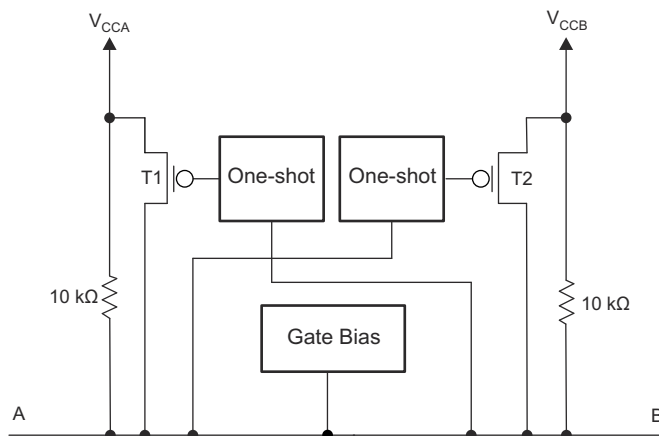 VCCA
VCCB
T1
One-shot
One-shot
T2
10 kΩ
10 kΩ
Gate Bias
A
B